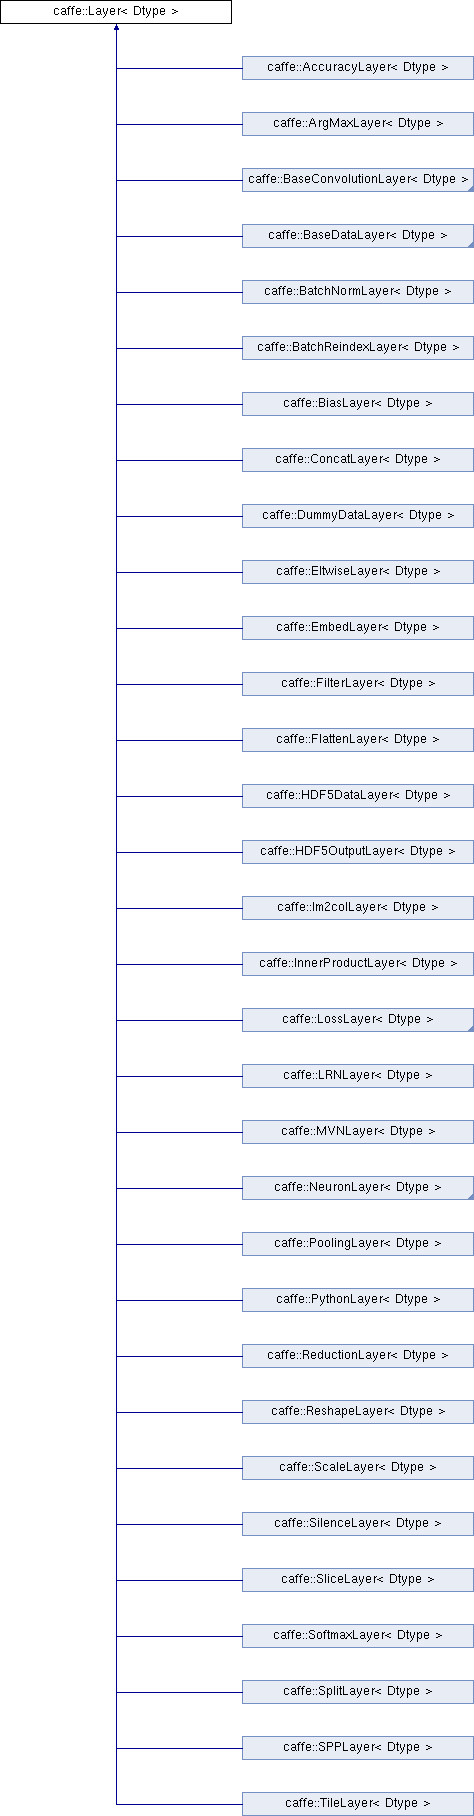 caffe::Layer< Dtype >
caffe::AccuracyLayer< Dtype >
caffe::ArgMaxLayer< Dtype >
caffe::BaseConvolutionLayer< Dtype >
caffe::BaseDataLayer< Dtype >
caffe::BatchNormLayer< Dtype >
caffe::BatchReindexLayer< Dtype >
caffe::BiasLayer< Dtype >
caffe::ConcatLayer< Dtype >
caffe::DummyDataLayer< Dtype >
caffe::EltwiseLayer< Dtype >
caffe::EmbedLayer< Dtype >
caffe::FilterLayer< Dtype >
caffe::FlattenLayer< Dtype >
caffe::HDF5DataLayer< Dtype >
caffe::HDF5OutputLayer< Dtype >
caffe::Im2colLayer< Dtype >
caffe::InnerProductLayer< Dtype >
caffe::LossLayer< Dtype >
caffe::LRNLayer< Dtype >
caffe::MVNLayer< Dtype >
caffe::NeuronLayer< Dtype >
caffe::PoolingLayer< Dtype >
caffe::PythonLayer< Dtype >
caffe::ReductionLayer< Dtype >
caffe::ReshapeLayer< Dtype >
caffe::ScaleLayer< Dtype >
caffe::SilenceLayer< Dtype >
caffe::SliceLayer< Dtype >
caffe::SoftmaxLayer< Dtype >
caffe::SplitLayer< Dtype >
caffe::SPPLayer< Dtype >
caffe::TileLayer< Dtype >